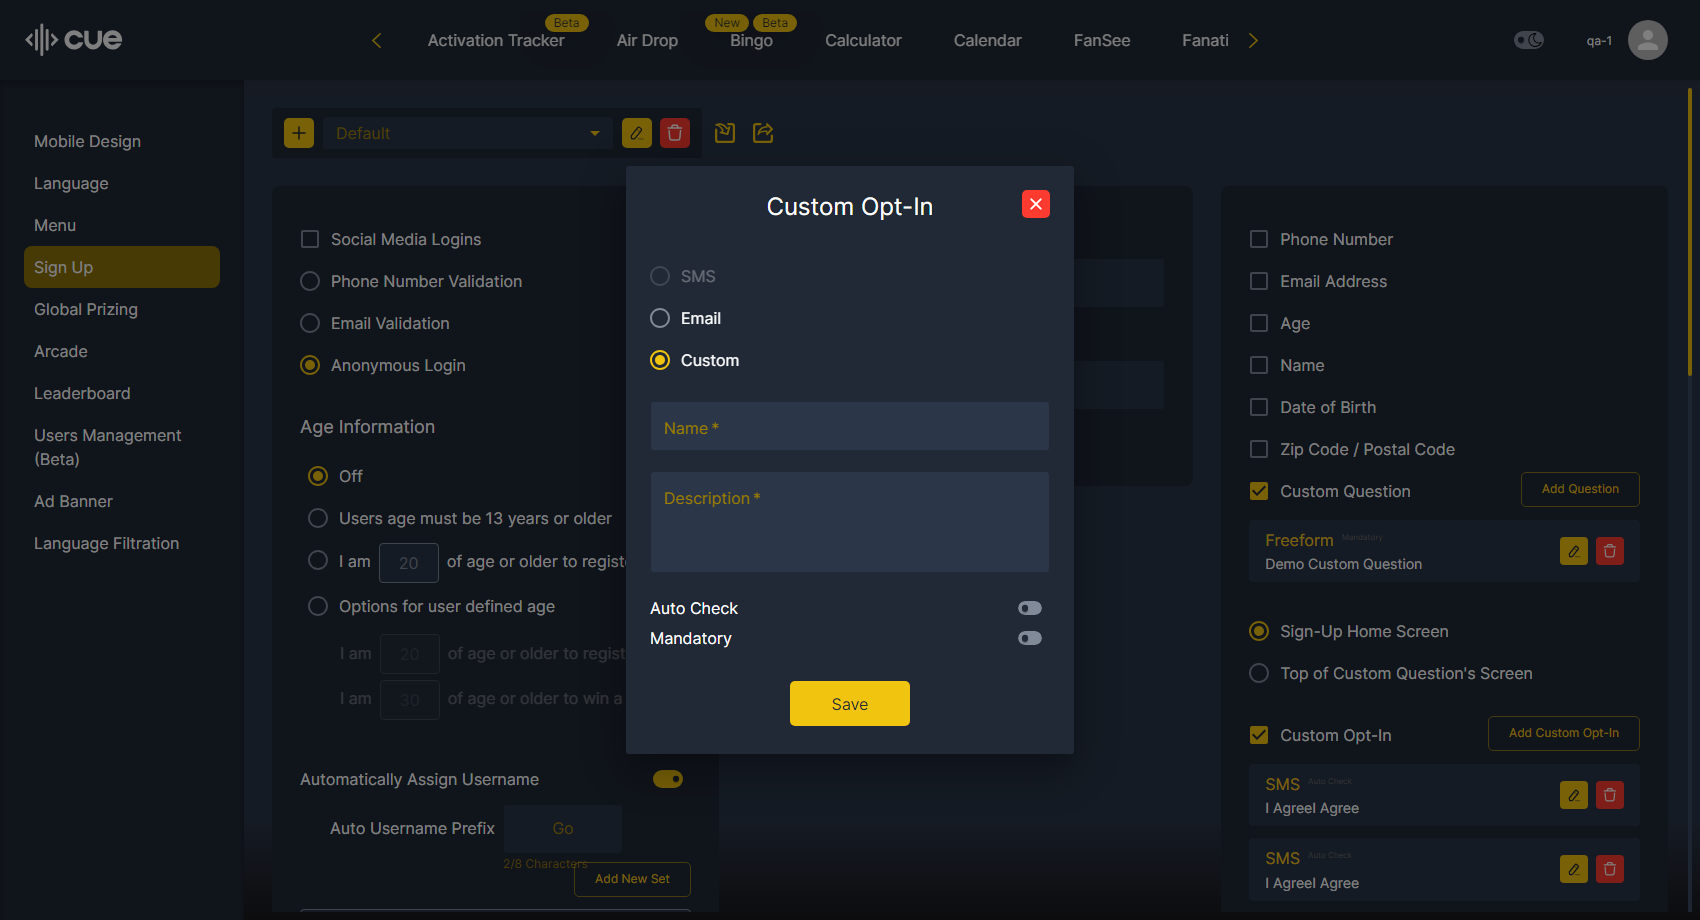 cue
Beta
New
Beta
Activation Tracker
Air Drop
Bingo
Calculator
Calendar
FanSee
Fanati
qa-1
Mobile Design
Language
Menu
Sign Up
Global Prizing
Arcade
Leaderboard
Users Management
(Beta)
Ad Banner
Language Filtration
Default
Social Media Logins
Phone Number Validation
Email Validation
Anonymous Login
Age Information
Off
Users age must be 13 years or older
I am 20 of age or older to registe
Options for user defined age
I am 20 of age or older to regist
I am 30 of age or older to win a
Automatically Assign Username
Auto Username Prefix Go
2/8 Characters
Add New Set
Custom Opt-In
SMS
Email
Custom
Name *
Description *
Auto Check
Mandatory
Save
Phone Number
Email Address
Age
Name
Date of Birth
Zip Code / Postal Code
Custom Question Add Question
Freeform Mandatory
Demo Custom Question
Sign-Up Home Screen
Top of Custom Question's Screen
Custom Opt-In Add Custom Opt-In
SMS Auto Check
I AgreeI Agree
SMS Auto Check
I AgreeI Agree